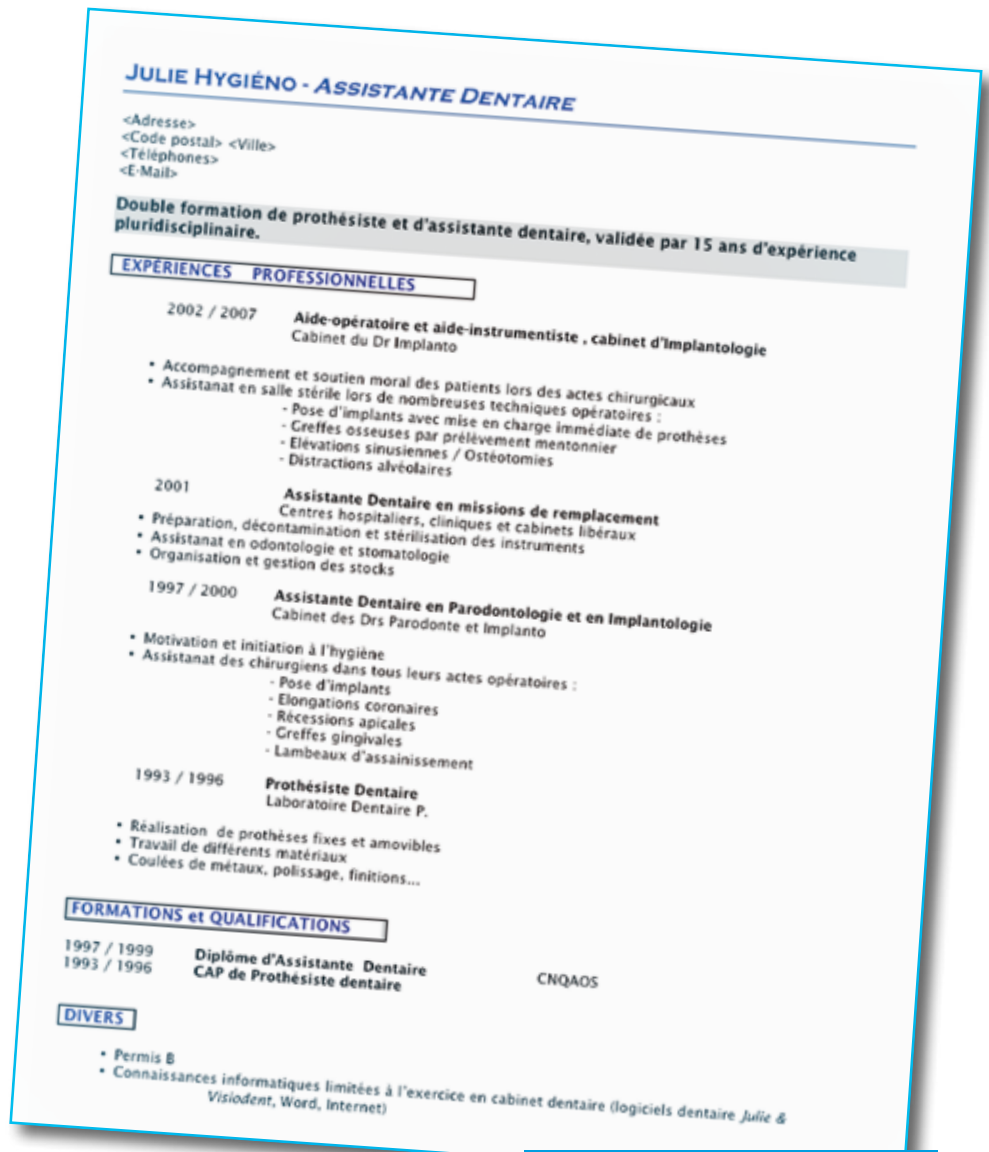 JULIE HYGIÉNO - ASSISTANTE DENTAIRE
<Adresse>
<Code postal> <Ville>
<Téléphones>
<E-Mail>
Double formation de prothésiste et d'assistante dentaire, validée par 15 ans d'expérience
pluridisciplinaire.
EXPÉRIENCES PROFESSIONNELLES
2002 / 2007 Aide-opératoire et aide-instrumentiste , cabinet d'Implantologie
Cabinet du Dr Implanto
• Accompagnement et soutien moral des patients lors des actes chirurgicaux
• Assistanat en salle stérile lors de nombreuses techniques opératoires :
- Pose d'implants avec mise en charge immédiate de prothèses
- Greffes osseuses par prélèvement mentonnier
- Elévations sinusiennes / Ostéotomies
- Distractions alvéolaires
2001 Assistante Dentaire en missions de remplacement
Centres hospitaliers, cliniques et cabinets libéraux
• Préparation, décontamination et stérilisation des instruments
• Assistanat en odontologie et stomatologie
• Organisation et gestion des stocks
1997 / 2000 Assistante Dentaire en Parodontologie et en Implantologie
Cabinet des Drs Parodonte et Implanto
• Motivation et initiation à l'hygiène
• Assistanat des chirurgiens dans tous leurs actes opératoires :
- Pose d'implants
- Elongations coronaires
- Récessions apicales
- Greffes gingivales
- Lambeaux d'assainissement
1993 / 1996 Prothésiste Dentaire
Laboratoire Dentaire P.
• Réalisation de prothèses fixes et amovibles
• Travail de différents matériaux
• Coulées de métaux, polissage, finitions...
FORMATIONS et QUALIFICATIONS
1997 / 1999 Diplôme d'Assistante Dentaire CNQAOS
1993 / 1996 CAP de Prothésiste dentaire
DIVERS
• Permis B
• Connaissances informatiques limitées à l'exercice en cabinet dentaire (logiciels dentaire Julie &
Visiodent, Word, Internet)